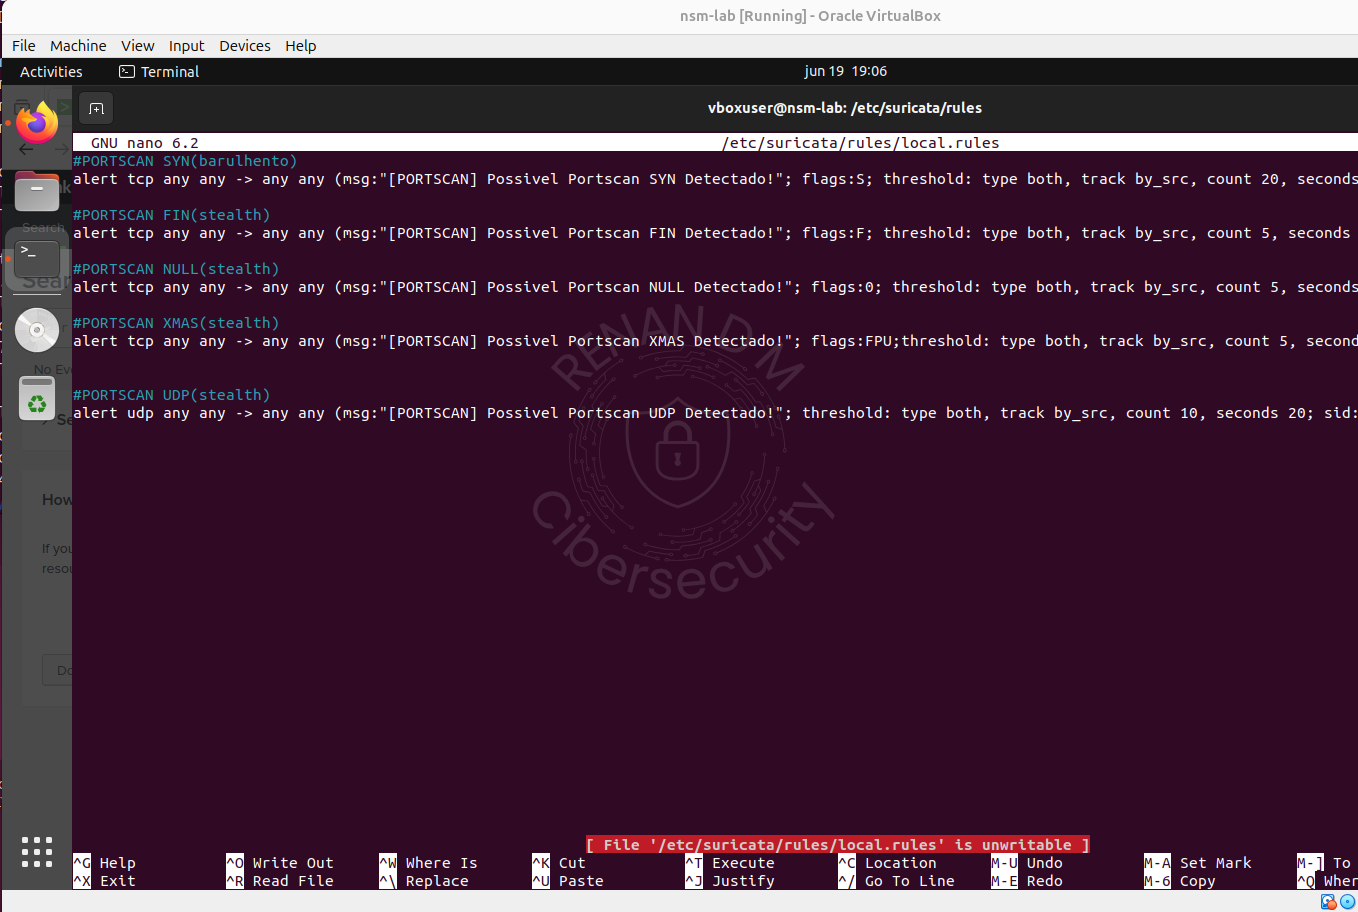 nsm-lab [Running] - Oracle VirtualBox
File Machine View Input Devices Help
Activities Terminal jun 19 19:06
vboxuser@nsm-lab: /etc/suricata/rules
GNU nano 6.2 /etc/suricata/rules/local.rules
#PORTSCAN SYN(barulhento)
alert tcp any any -> any any (msg:"[PORTSCAN] Possivel Portscan SYN Detectado!"; flags:S; threshold: type both, track by_src, count 20, seconds
#PORTSCAN FIN(stealth)
alert tcp any any -> any any (msg:"[PORTSCAN] Possivel Portscan FIN Detectado!"; flags:F; threshold: type both, track by_src, count 5, seconds
#PORTSCAN NULL(stealth)
alert tcp any any -> any any (msg:"[PORTSCAN] Possivel Portscan NULL Detectado!"; flags:0; threshold: type both, track by_src, count 5, seconds
#PORTSCAN XMAS(stealth)
alert tcp any any -> any any (msg:"[PORTSCAN] Possivel Portscan XMAS Detectado!"; flags:FPU;threshold: type both, track by_src, count 5, second
#PORTSCAN UDP(stealth)
alert udp any any -> any any (msg:"[PORTSCAN] Possivel Portscan UDP Detectado!"; threshold: type both, track by_src, count 10, seconds 20; sid:
RENAN D M
Cibersecurity
Search
Sear
No Eve
Se
How
If you
resou
Do
[ File '/etc/suricata/rules/local.rules' is unwritable ]
^G Help ^O Write Out ^W Where Is ^K Cut ^T Execute ^C Location M-U Undo M-A Set Mark M-] To
^X Exit ^R Read File ^\ Replace ^U Paste ^J Justify ^/ Go To Line M-E Redo M-6 Copy ^Q Wher